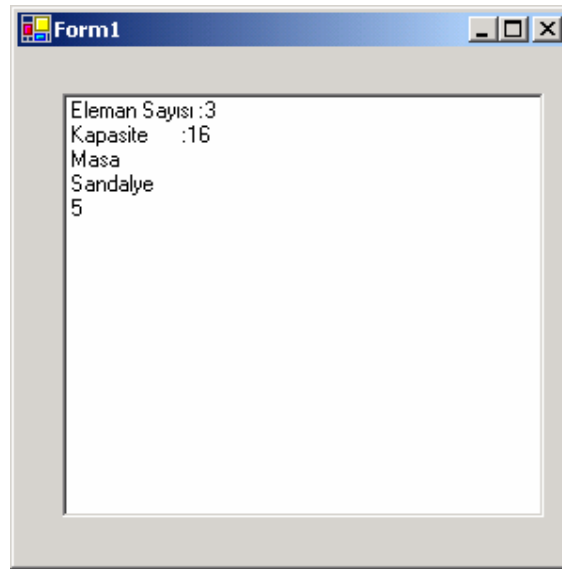 Form1
Eleman Sayısı :3
Kapasite :16
Masa
Sandalye
5